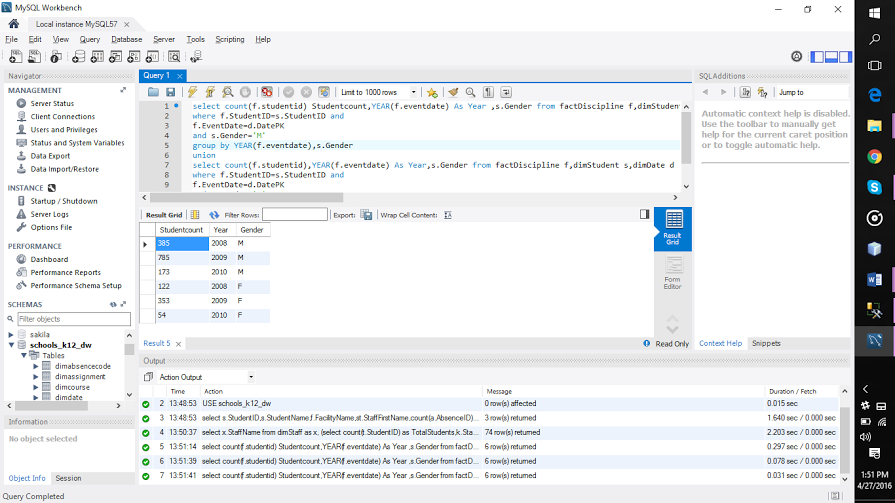 MySQL Workbench
Local instance MySQL57
File Edit View Query Database Server Tools Scripting Help
Navigator
MANAGEMENT
Server Status
Client Connections
Users and Privileges
Status and System Variables
Data Export
Data Import/Restore
INSTANCE
Startup / Shutdown
Server Logs
Options File
PERFORMANCE
Dashboard
Performance Reports
Performance Schema Setup
SCHEMAS
Filter objects
sakila
schools_k12_dw
Tables
dimabsencecode
dimassignment
dimcourse
dimdate
Information
No object selected
Object Info Session
Query Completed
Query 1
Limit to 1000 rows
1 select count(f.studentid) Studentcount,YEAR(f.eventdate) As Year ,s.Gender from factDiscipline f,dimStuden
2 where f.StudentID=s.StudentID and
3 f.EventDate=d.DatePK
4 and s.Gender='M'
5 group by YEAR(f.eventdate),s.Gender
6 union
7 select count(f.studentid),YEAR(f.eventdate) As Year,s.Gender from factDiscipline f,dimStudent s,dimDate d
8 where f.StudentID=s.StudentID and
9 f.EventDate=d.DatePK
Result Grid Filter Rows: Export: Wrap Cell Content:
Studentcount Year Gender
385 2008 M
785 2009 M
173 2010 M
122 2008 F
353 2009 F
54 2010 F
Result Grid
Form Editor
Result 5
Read Only
Output
Action Output
Time Action Message Duration / Fetch
2 13:48:53 USE schools_k12_dw 0 row(s) affected 0.015 sec
3 13:48:53 select s.StudentID,s.StudentName,f.FacilityName,st.StaffFirstName,count(a.AbsenceID)... 3 row(s) returned 1.640 sec / 0.000 sec
4 13:50:37 select x.StaffName from dimStaff as x, (select count(t.StudentID) as TotalStudents,k.Sta... 74 row(s) returned 2.203 sec / 0.000 sec
5 13:51:14 select count(f.studentid) Studentcount,YEAR(f.eventdate) As Year ,s.Gender from factD... 6 row(s) returned 0.297 sec / 0.000 sec
6 13:51:39 select count(f.studentid) Studentcount,YEAR(f.eventdate) As Year ,s.Gender from factD... 6 row(s) returned 0.078 sec / 0.000 sec
7 13:51:41 select count(f.studentid) Studentcount,YEAR(f.eventdate) As Year ,s.Gender from factD... 6 row(s) returned 0.031 sec / 0.000 sec
SQLAdditions
Jump to
Automatic context help is disabled.
Use the toolbar to manually get
help for the current caret position
or to toggle automatic help.
Context Help Snippets
1:51 PM
4/27/2016